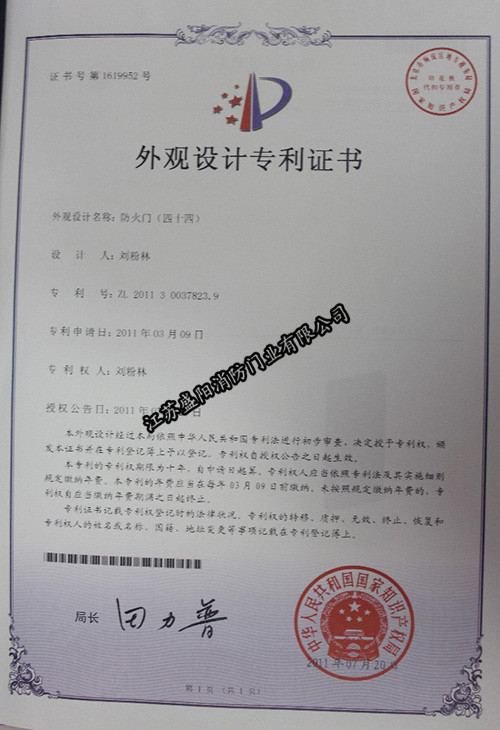 证书号第1619952号
国家知识产权局
印花税
代扣专用章
外观设计专利证书
外观设计名称：防火门（四十四）
设计人：刘粉林
专利号：ZL 2011 3 0037823.9
专利申请日：2011年03月09日
专利权人：刘粉林
授权公告日：2011年
日
江苏盛阳消防门业有限公司
本外观设计经过本局依照中华人民共和国专利法进行初步审查，决定授予专利权，颁
发本证书并在专利登记簿上予以登记。专利权自授权公告之日起生效。
本专利的专利权期限为十年，自申请日起算。专利权人应当依照专利法及其实施细则
规定缴纳年费。本专利的年费应当在每年03月09日前缴纳。未按照规定缴纳年费的，专
利权自应当缴纳年费期满之日起终止。
专利证书记载专利权登记时的法律状况。专利权的转移、质押、无效、终止、恢复和
专利权人的姓名或名称、国籍、地址变更等事项记载在专利登记簿上。
局长
田力普
中华人民共和国国家知识产权局
2011年07月20日
第1页（共1页）